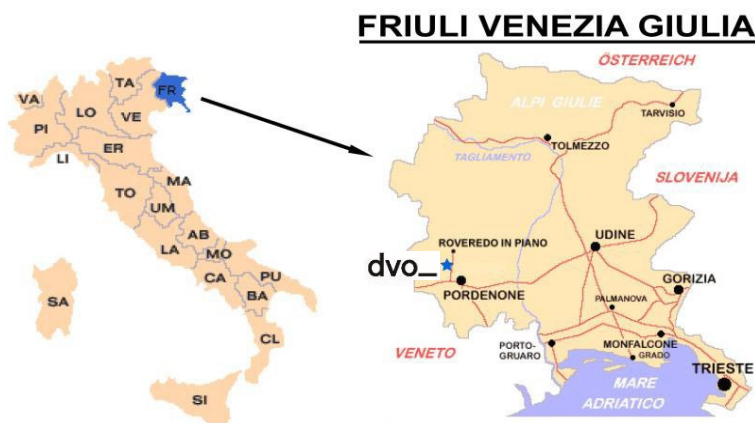 FRIULI VENEZIA GIULIA
ÖSTERREICH
TA
FR
VA
LO
VE
PI
ER
LI
TO
MA
UM
AB
LA
MO
CA
PU
BA
SA
CL
SI
ALPI GIULIE
TARVISIO
TOLMEZZO
TAGLIAMENTO
SLOVENIJA
ROVEREDO IN PIANO
UDINE
dvo_
GORIZIA
PORDENONE
PALMANOVA
VENETO
PORTO-
GRUARO
MONFALCONE
GRADO
TRIESTE
MARE
ADRIATICO